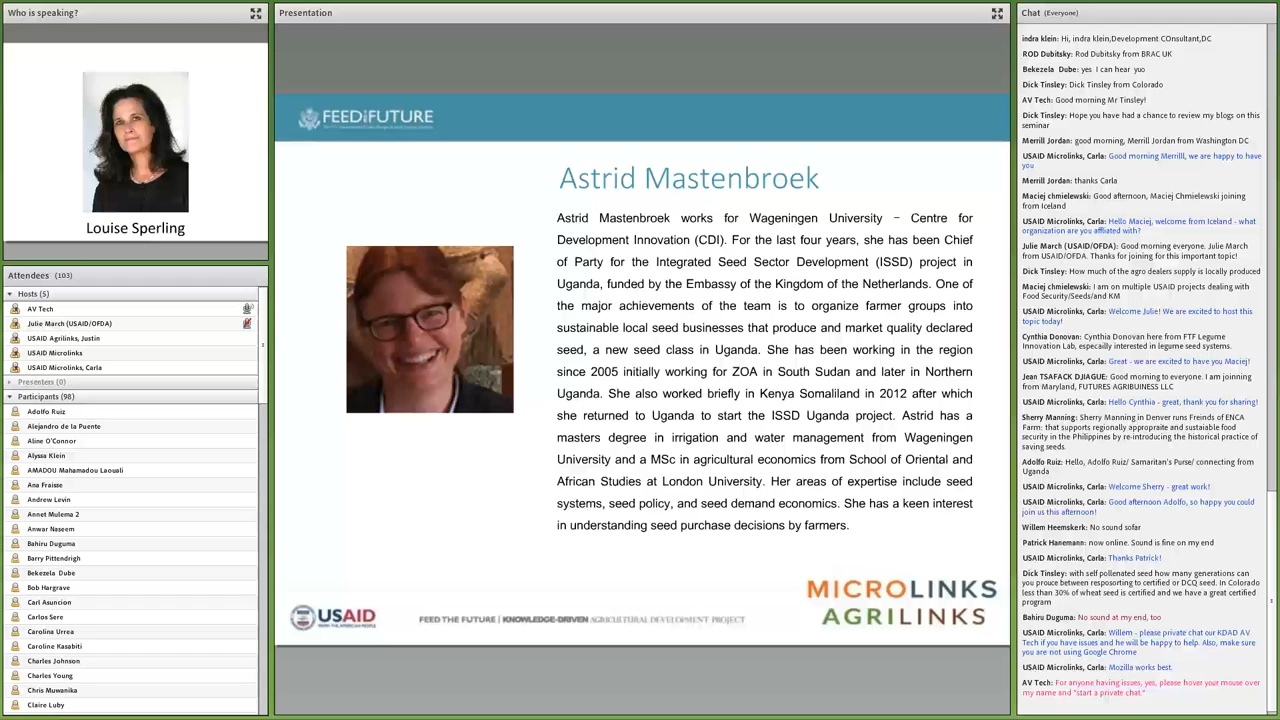 Who is speaking?
Louise Sperling
Attendees (103)
Hosts (5)
AV Tech
Julie March (USAID/OFDA)
USAID Agrilinks, Justin
USAID Microlinks
USAID Microlinks, Carla
Presenters (0)
Participants (98)
Adolfo Ruiz
Alejandro de la Puente
Aline O'Connor
Alyssa Klein
AMADOU Mahamadou Laouali
Ana Fraisse
Andrew Levin
Annet Mulema 2
Anwar Naseem
Bahiru Duguma
Barry Pittendrigh
Bekezela Dube
Bob Hargrave
Carl Asuncion
Carlos Sere
Carolina Urrea
Caroline Kasabiti
Charles Johnson
Charles Young
Chris Muwanika
Claire Luby
Presentation
FEED THE FUTURE
Astrid Mastenbroek
Astrid Mastenbroek works for Wageningen University – Centre for
Development Innovation (CDI). For the last four years, she has been Chief
of Party for the Integrated Seed Sector Development (ISSD) project in
Uganda, funded by the Embassy of the Kingdom of the Netherlands. One of
the major achievements of the team is to organize farmer groups into
sustainable local seed businesses that produce and market quality declared
seed, a new seed class in Uganda. She has been working in the region
since 2005 initially working for ZOA in South Sudan and later in Northern
Uganda. She also worked briefly in Kenya Somaliland in 2012 after which
she returned to Uganda to start the ISSD Uganda project. Astrid has a
masters degree in irrigation and water management from Wageningen
University and a MSc in agricultural economics from School of Oriental and
African Studies at London University. Her areas of expertise include seed
systems, seed policy, and seed demand economics. She has a keen interest
in understanding seed purchase decisions by farmers.
USAID
FROM THE AMERICAN PEOPLE
FEED THE FUTURE | KNOWLEDGE-DRIVEN AGRICULTURAL DEVELOPMENT PROJECT
MICROLINKS
AGRILINKS
Chat (Everyone)
indra klein: Hi, indra klein,Development COnsultant,DC
ROD Dubitsky: Rod Dubitsky from BRAC UK
Bekezela Dube: yes I can hear yuo
Dick Tinsley: Dick Tinsley from Colorado
AV Tech: Good morning Mr Tinsley!
Dick Tinsley: Hope you have had a chance to review my blogs on this
seminar
Merrill Jordan: good morning, Merrill Jordan from Washington DC
USAID Microlinks, Carla: Good morning Merrilll, we are happy to have
you
Merrill Jordan: thanks Carla
Maciej chmielewski: Good afternoon, Maciej Chmielewski joining
from Iceland
USAID Microlinks, Carla: Hello Maciej, welcome from Iceland - what
organization are you affliated with?
Julie March (USAID/OFDA): Good morning everyone. Julie March
from USAID/OFDA. Thanks for joining for this important topic!
Dick Tinsley: How much of the agro dealers supply is locally produced
Maciej chmielewski: I am on multiple USAID projects dealing with
Food Security/Seeds/and KM
USAID Microlinks, Carla: Welcome Julie! We are excited to host this
topic today!
Cynthia Donovan: Cynthia Donovan here from FTF Legume
Innovation Lab, especailly interested in legume seed systems.
USAID Microlinks, Carla: Great - we are excited to have you Maciej!
Jean TSAFACK DJIAGUE: Good morning to everyone. I am joinning
from Maryland, FUTURES AGRIBUINESS LLC
USAID Microlinks, Carla: Hello Cynthia - great, thank you for sharing!
Sherry Manning: Sherry Manning in Denver runs Freinds of ENCA
Farm: that supports regionally appropraite and sustainable food
security in the Philippines by re-introducing the historical practice of
saving seeds.
Adolfo Ruiz: Hello, Adolfo Ruiz/ Samaritan's Purse/ connecting from
Uganda
USAID Microlinks, Carla: Welcome Sherry - great work!
USAID Microlinks, Carla: Good afternoon Adolfo, so happy you could
join us this afternoon!
Willem Heemskerk: No sound sofar
Patrick Hanemann: now online. Sound is fine on my end
USAID Microlinks, Carla: Thanks Patrick!
Dick Tinsley: with self pollenated seed how many generations can
you prouce between resposorting to certified or DCQ seed. In Colorado
less than 30% of wheat seed is certified and we have a great certified
program
Bahiru Duguma: No sound at my end, too
USAID Microlinks, Carla: Willem - please private chat our KDAD AV
Tech if you have issues and he will be happy to help. Also, make sure
you are not using Google Chrome
USAID Microlinks, Carla: Mozilla works best.
AV Tech: For anyone having issues, yes, please hover your mouse over
my name and "start a private chat."